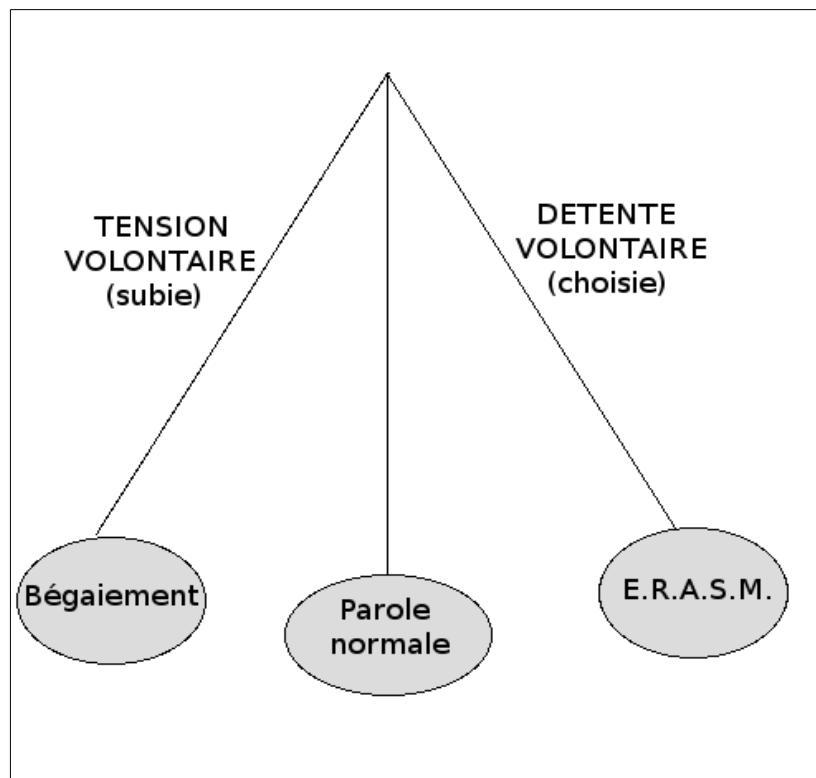 TENSION
VOLONTAIRE
(subie)
DETENTE
VOLONTAIRE
(choisie)
Bégaiement
Parole
normale
E.R.A.S.M.